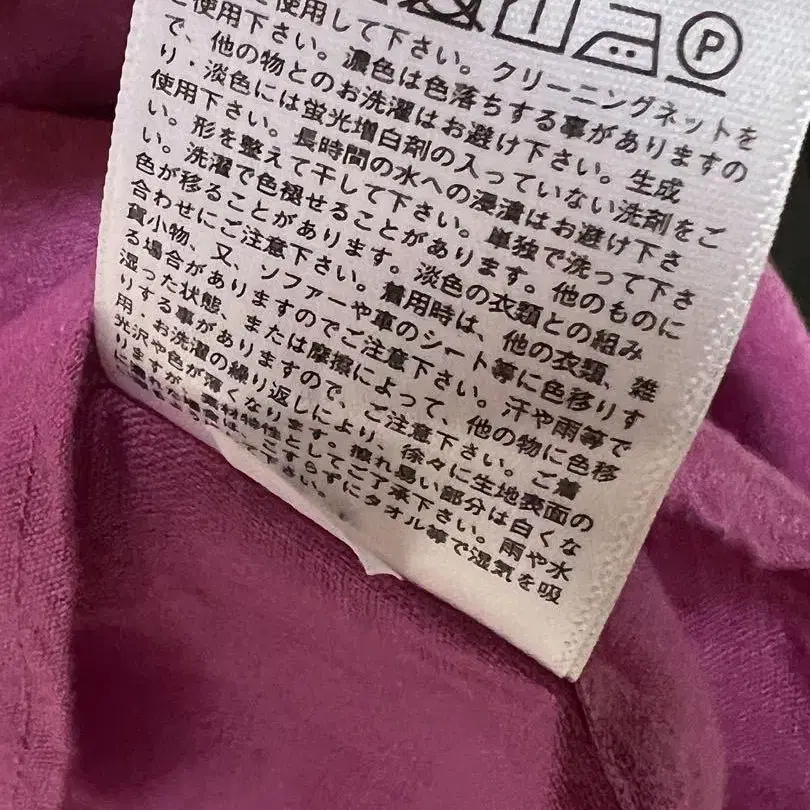 使用して下さい。クリーニングネットを
ご使用下さい。濃色は色落ちする事がありますの
で、他の物とのお洗濯はお避け下さい。生成
り・淡色には蛍光増白剤の入っていない洗剤をご
使用下さい。長時間の水への浸漬はお避け下さ
い。形を整えて干して下さい。単独で洗って下さ
い。洗濯で色褪せることがあります。他のものに
色が移ることがあります。淡色の衣類との組み
合わせにご注意下さい。着用時は、他の衣類、雑
貨小物、又、ソファーや車のシート等に色移りす
る場合がありますのでご注意下さい。汗や雨等で
湿った状態、または摩擦によって、他の物に色移
りする事がありますので、ご注意下さい。ご着
用・お洗濯の繰り返しにより、徐々に生地表面の
光沢や色が薄くなります。擦れ易い部分は白くな
りますが、素材特性としてご了承下さい。雨や水
に濡れた場合は、こすらずにタオル等で湿気を吸
下さい。
P